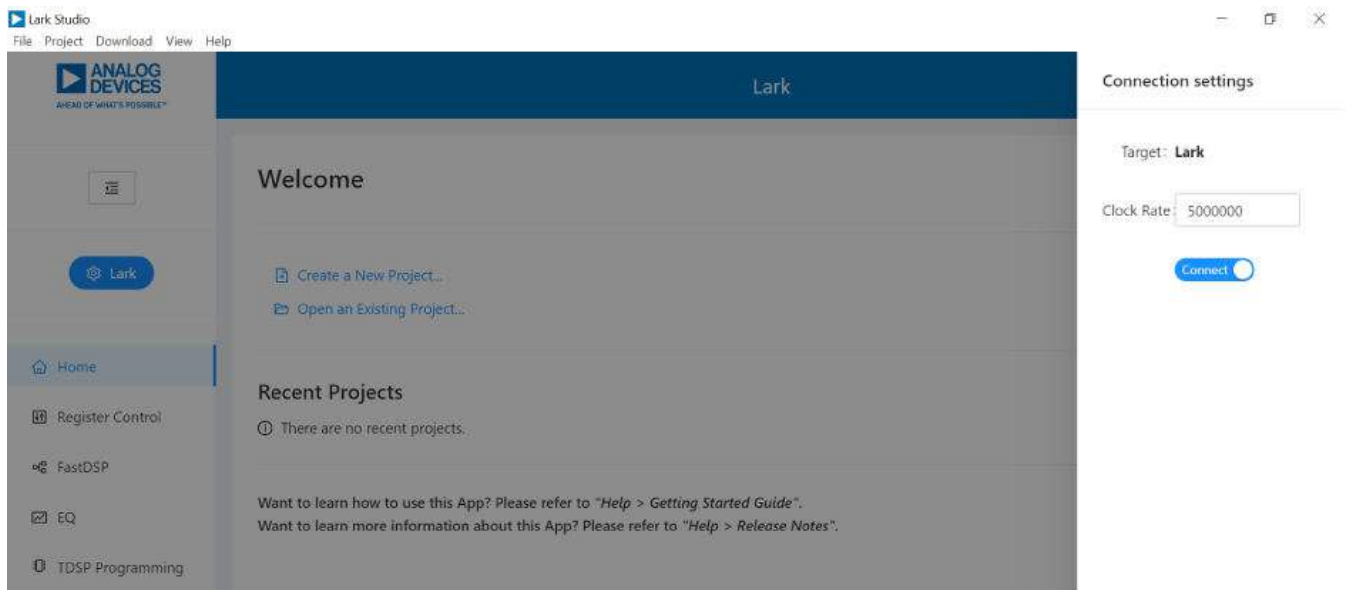 Lark Studio
File Project Download View Help
ANALOG
DEVICES
AHEAD OF WHAT'S POSSIBLE™
Lark
Connection settings
Target: Lark
Clock Rate: 5000000
Connect
Welcome
Lark
Create a New Project...
Open an Existing Project...
Home
Register Control
FastDSP
EQ
TDSP Programming
Recent Projects
There are no recent projects.
Want to learn how to use this App? Please refer to "Help > Getting Started Guide".
Want to learn more information about this App? Please refer to "Help > Release Notes".